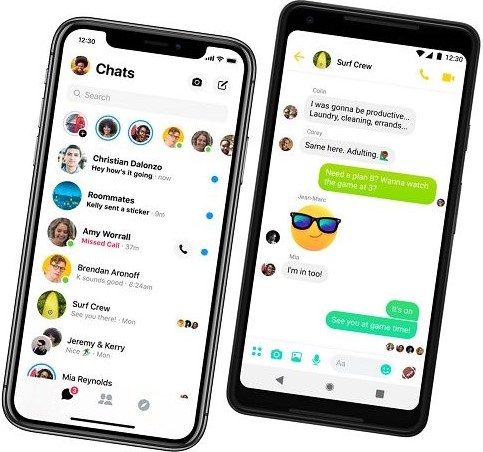 12:30
Chats
Search
Christian Dalonzo
Hey how's it going · now
Roommates
Kelly sent a sticker · 9m
Amy Worrall
Missed Call · 37m
Brendan Aronoff
K sounds good · 8:24am
Surf Crew
See you there! · Mon
Jeremy & Kerry
Nice · Mon
Mia Reynolds
3
12:30
Surf Crew
Colin
I was gonna be productive...
Laundry, cleaning, errands...
Corey
Same here. Adulting.
Need a plan B? Wanna watch
the game at 3?
Jean-Marc
Mia
I'm in too!
It's on
See you at game time!
Aa